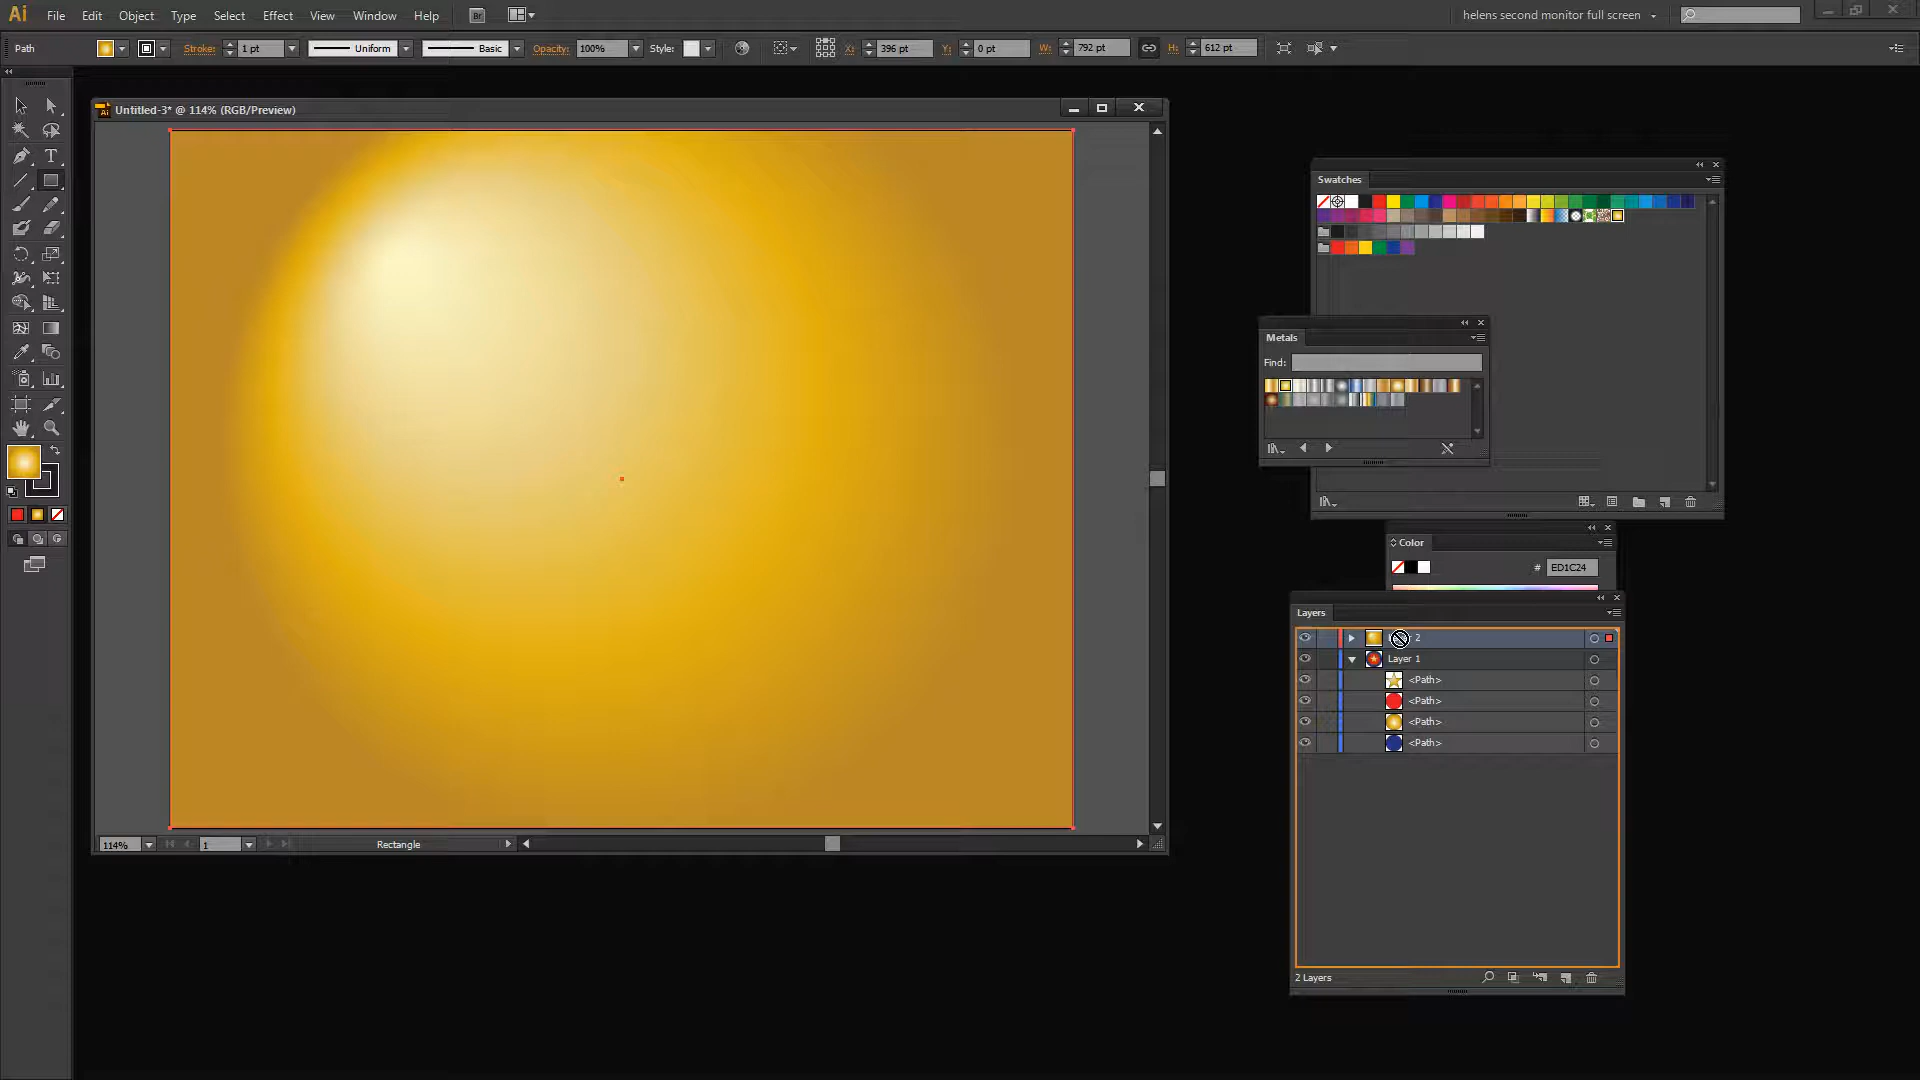 Ai File Edit Object Type Select Effect View Window Help Br helens second monitor full screen
Path Stroke: 1 pt Uniform Basic Opacity: 100% Style: X: 396 pt Y: 0 pt W: 792 pt H: 612 pt
Untitled-3* @ 114% (RGB/Preview)
Swatches
Metals
Find:
Color
# ED1C24
Layers
2
Layer 1
<Path>
<Path>
<Path>
<Path>
114% 1 Rectangle
2 Layers